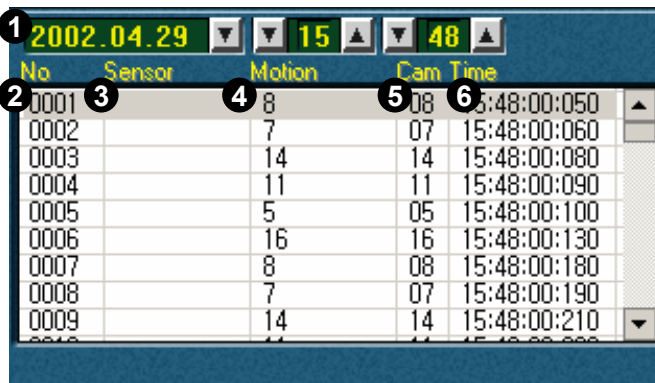 1 2002.04.29 ▼ ▼ 15 ▲ ▼ 48 ▲
No Sensor Motion Cam Time
2 0001 3 4 8 5 08 6 15:48:00:050
0002 7 07 15:48:00:060
0003 14 14 15:48:00:080
0004 11 11 15:48:00:090
0005 5 05 15:48:00:100
0006 16 16 15:48:00:130
0007 8 08 15:48:00:180
0008 7 07 15:48:00:190
0009 14 14 15:48:00:210